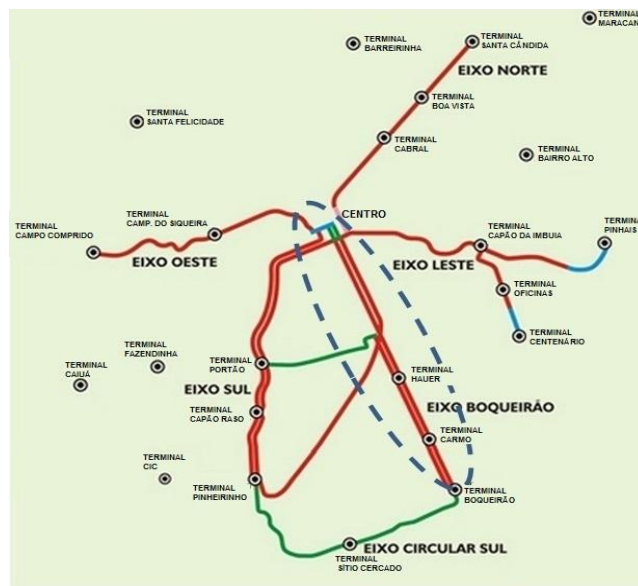 TERMINAL
MARACAN
TERMINAL
BARREIRINHA
TERMINAL
SANTA CÂNDIDA
EIXO NORTE
TERMINAL
BOA VISTA
TERMINAL
SANTA FELICIDADE
TERMINAL
CABRAL
TERMINAL
BAIRRO ALTO
CENTRO
TERMINAL
CAMP. DO SIQUEIRA
TERMINAL
CAMPO COMPRIDO
EIXO OESTE
TERMINAL
CAPÃO DA IMBUIA
TERMINA
PINHAIS
EIXO LESTE
TERMINAL
OFICINAS
TERMINAL
CENTENÁRIO
TERMINAL
FAZENDINHA
TERMINAL
PORTÃO
TERMINAL
CAIUÁ
TERMINAL
HAUER
EIXO SUL
EIXO BOQUEIRÃO
TERMINAL
CAPÃO RASO
TERMINAL
CARMO
TERMINAL
CIC
TERMINAL
PINHEIRINHO
TERMINAL
BOQUEIRÃO
EIXO CIRCULAR SUL
TERMINAL
SÍTIO CERCADO